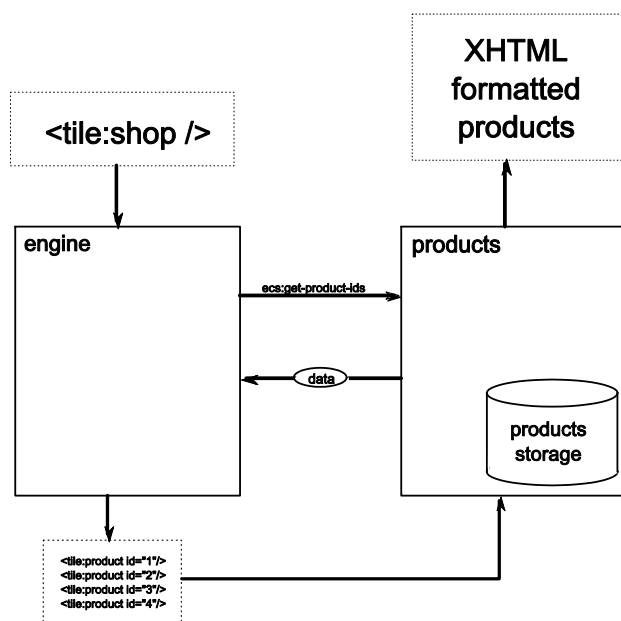 XHTML
formatted
products
<tile:shop />
engine
products
ecs:get-product-ids
data
products
storage
<tile:product id="1"/>
<tile:product id="2"/>
<tile:product id="3"/>
<tile:product id="4"/>